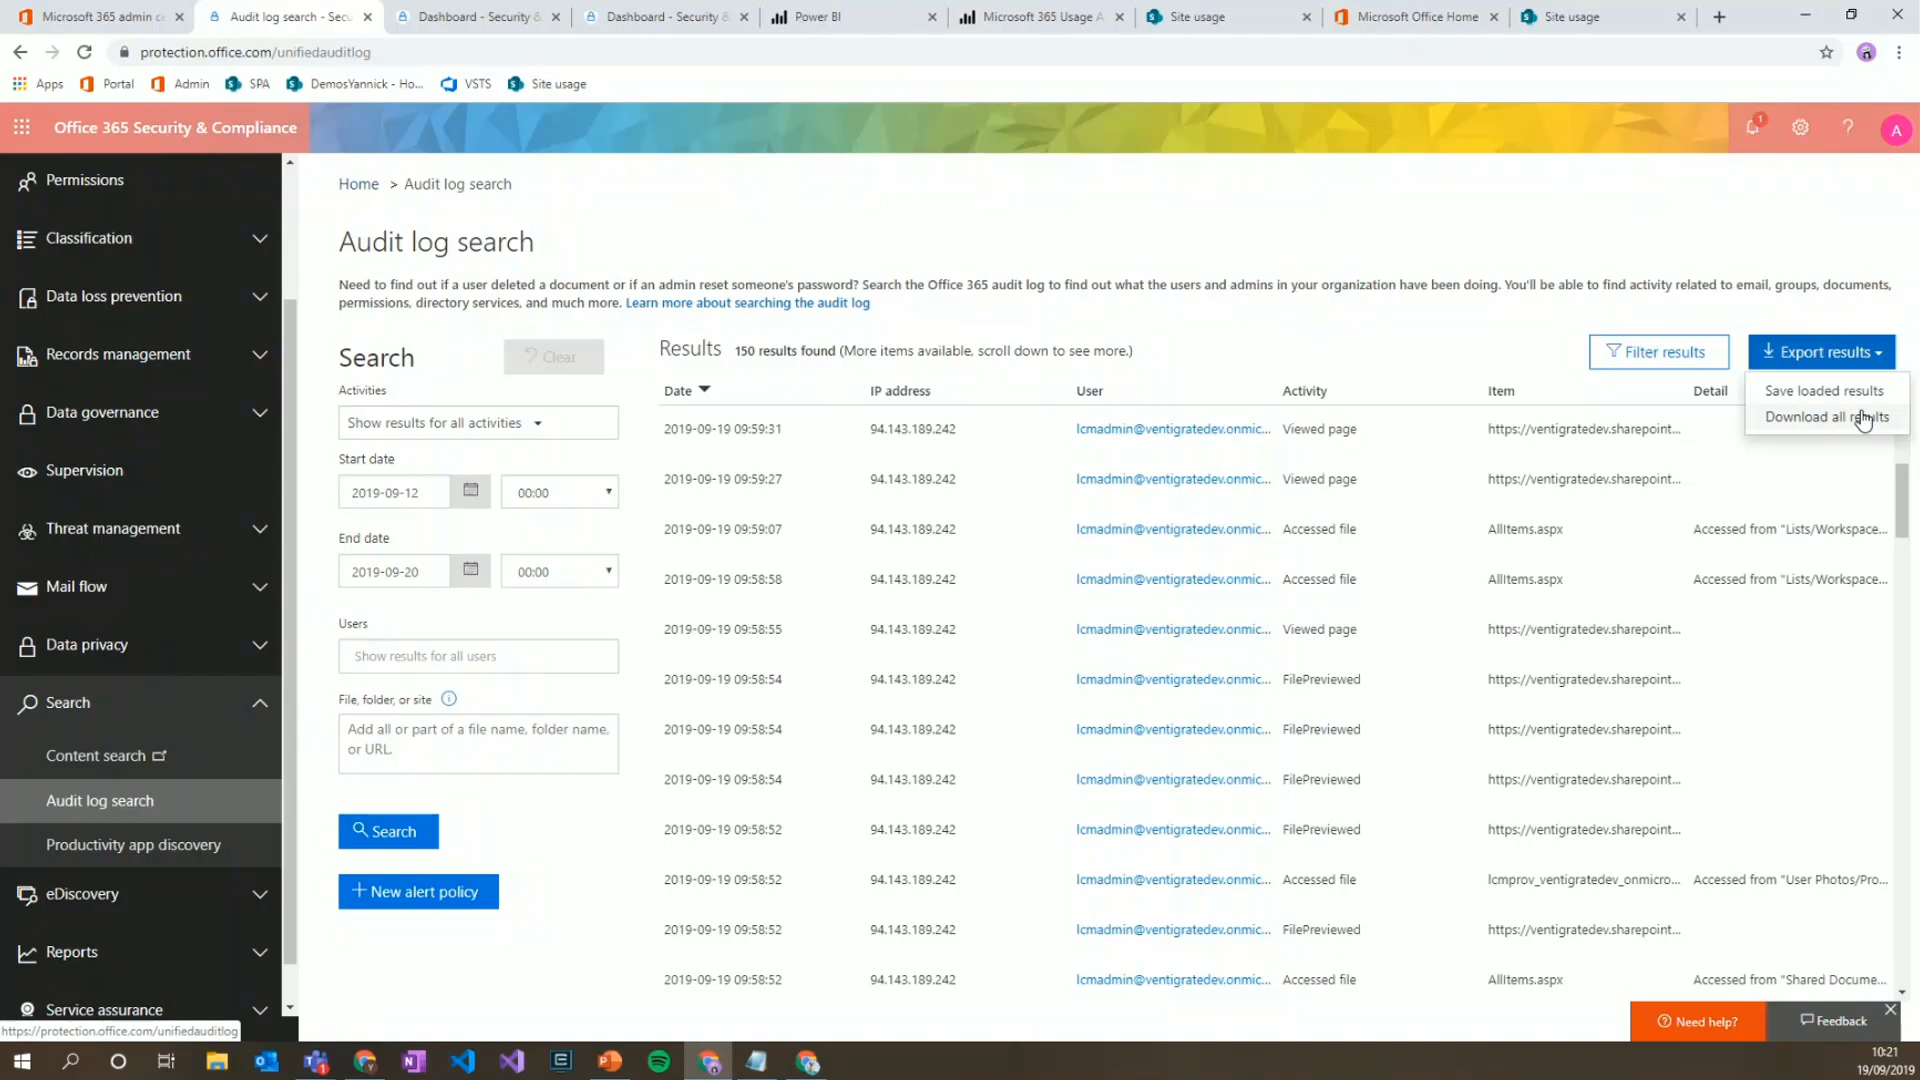 Microsoft 365 admin ce
Audit log search - Secu
Dashboard - Security &
Dashboard - Security &
Power BI
Microsoft 365 Usage A
Site usage
Microsoft Office Home
Site usage
protection.office.com/unifiedauditlog
Apps
Portal
Admin
SPA
DemosYannick - Ho...
VSTS
Site usage
Office 365 Security & Compliance
1
?
A
Permissions
Classification
Data loss prevention
Records management
Data governance
Supervision
Threat management
Mail flow
Data privacy
Search
Content search
Audit log search
Productivity app discovery
eDiscovery
Reports
Service assurance
https://protection.office.com/unifiedauditlog
Home > Audit log search
Audit log search
Need to find out if a user deleted a document or if an admin reset someone's password? Search the Office 365 audit log to find out what the users and admins in your organization have been doing. You'll be able to find activity related to email, groups, documents,
permissions, directory services, and much more. Learn more about searching the audit log
Search
Clear
Activities
Show results for all activities
Start date
2019-09-12
00:00
End date
2019-09-20
00:00
Users
Show results for all users
File, folder, or site
Add all or part of a file name, folder name,
or URL.
Search
New alert policy
Results 150 results found (More items available, scroll down to see more.)
Filter results
Export results
Save loaded results
Download all results
Date IP address User Activity Item Detail
2019-09-19 09:59:31 94.143.189.242 lcmadmin@ventigratedev.onmic... Viewed page https://ventigratedev.sharepoint...
2019-09-19 09:59:27 94.143.189.242 lcmadmin@ventigratedev.onmic... Viewed page https://ventigratedev.sharepoint...
2019-09-19 09:59:07 94.143.189.242 lcmadmin@ventigratedev.onmic... Accessed file AllItems.aspx Accessed from "Lists/Workspace...
2019-09-19 09:58:58 94.143.189.242 lcmadmin@ventigratedev.onmic... Accessed file AllItems.aspx Accessed from "Lists/Workspace...
2019-09-19 09:58:55 94.143.189.242 lcmadmin@ventigratedev.onmic... Viewed page https://ventigratedev.sharepoint...
2019-09-19 09:58:54 94.143.189.242 lcmadmin@ventigratedev.onmic... FilePreviewed https://ventigratedev.sharepoint...
2019-09-19 09:58:54 94.143.189.242 lcmadmin@ventigratedev.onmic... FilePreviewed https://ventigratedev.sharepoint...
2019-09-19 09:58:54 94.143.189.242 lcmadmin@ventigratedev.onmic... FilePreviewed https://ventigratedev.sharepoint...
2019-09-19 09:58:52 94.143.189.242 lcmadmin@ventigratedev.onmic... FilePreviewed https://ventigratedev.sharepoint...
2019-09-19 09:58:52 94.143.189.242 lcmadmin@ventigratedev.onmic... Accessed file lcmprov_ventigratedev_onmicro... Accessed from "User Photos/Pro...
2019-09-19 09:58:52 94.143.189.242 lcmadmin@ventigratedev.onmic... FilePreviewed https://ventigratedev.sharepoint...
2019-09-19 09:58:52 94.143.189.242 lcmadmin@ventigratedev.onmic... Accessed file AllItems.aspx Accessed from "Shared Docume...
Need help?
Feedback
10:21
19/09/2019